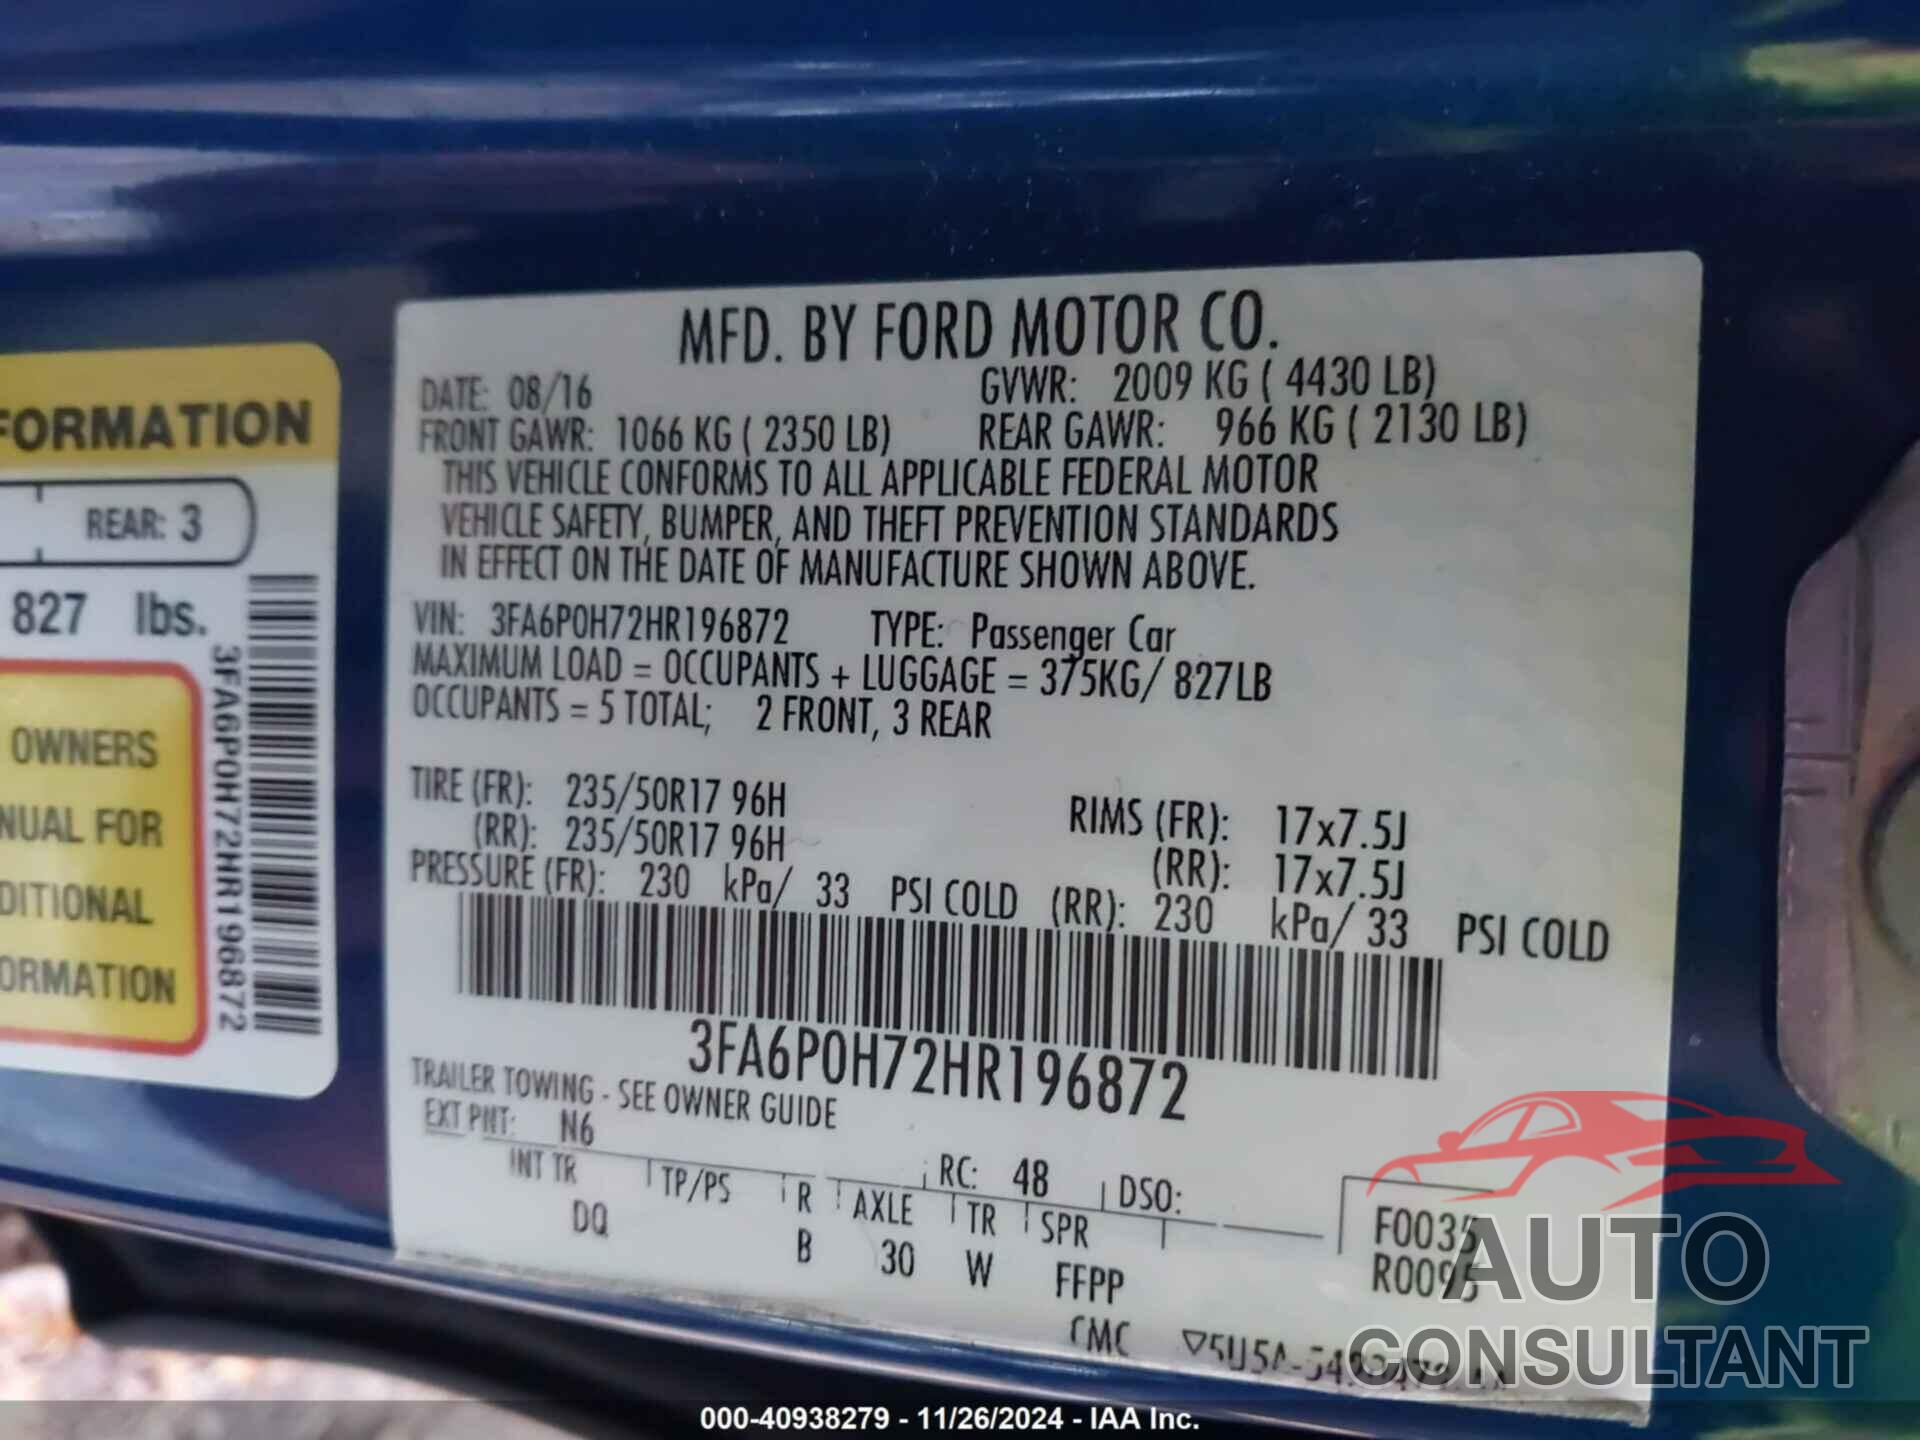 FORMATION
REAR: 3
827 lbs.
OWNERS
NUAL FOR
DITIONAL
ORMATION
3FA6P0H72HR196872
MFD. BY FORD MOTOR CO.
DATE: 08/16 GVWR: 2009 KG ( 4430 LB)
FRONT GAWR: 1066 KG ( 2350 LB) REAR GAWR: 966 KG ( 2130 LB)
THIS VEHICLE CONFORMS TO ALL APPLICABLE FEDERAL MOTOR
VEHICLE SAFETY, BUMPER, AND THEFT PREVENTION STANDARDS
IN EFFECT ON THE DATE OF MANUFACTURE SHOWN ABOVE.
VIN: 3FA6P0H72HR196872 TYPE: Passenger Car
MAXIMUM LOAD = OCCUPANTS + LUGGAGE = 375KG/ 827LB
OCCUPANTS = 5 TOTAL; 2 FRONT, 3 REAR
TIRE (FR): 235/50R17 96H RIMS (FR): 17x7.5J
(RR): 235/50R17 96H (RR): 17x7.5J
PRESSURE (FR): 230 kPa/ 33 PSI COLD (RR): 230 kPa/ 33 PSI COLD
3FA6P0H72HR196872
TRAILER TOWING - SEE OWNER GUIDE
EXT PNT: N6 RC: 48 DSO:
INT TR TP/PS R AXLE TR SPR F0035
DQ B 30 W FFPP R0095
CMC
AUTO
CONSULTANT
000-40938279 - 11/26/2024 - IAA Inc.